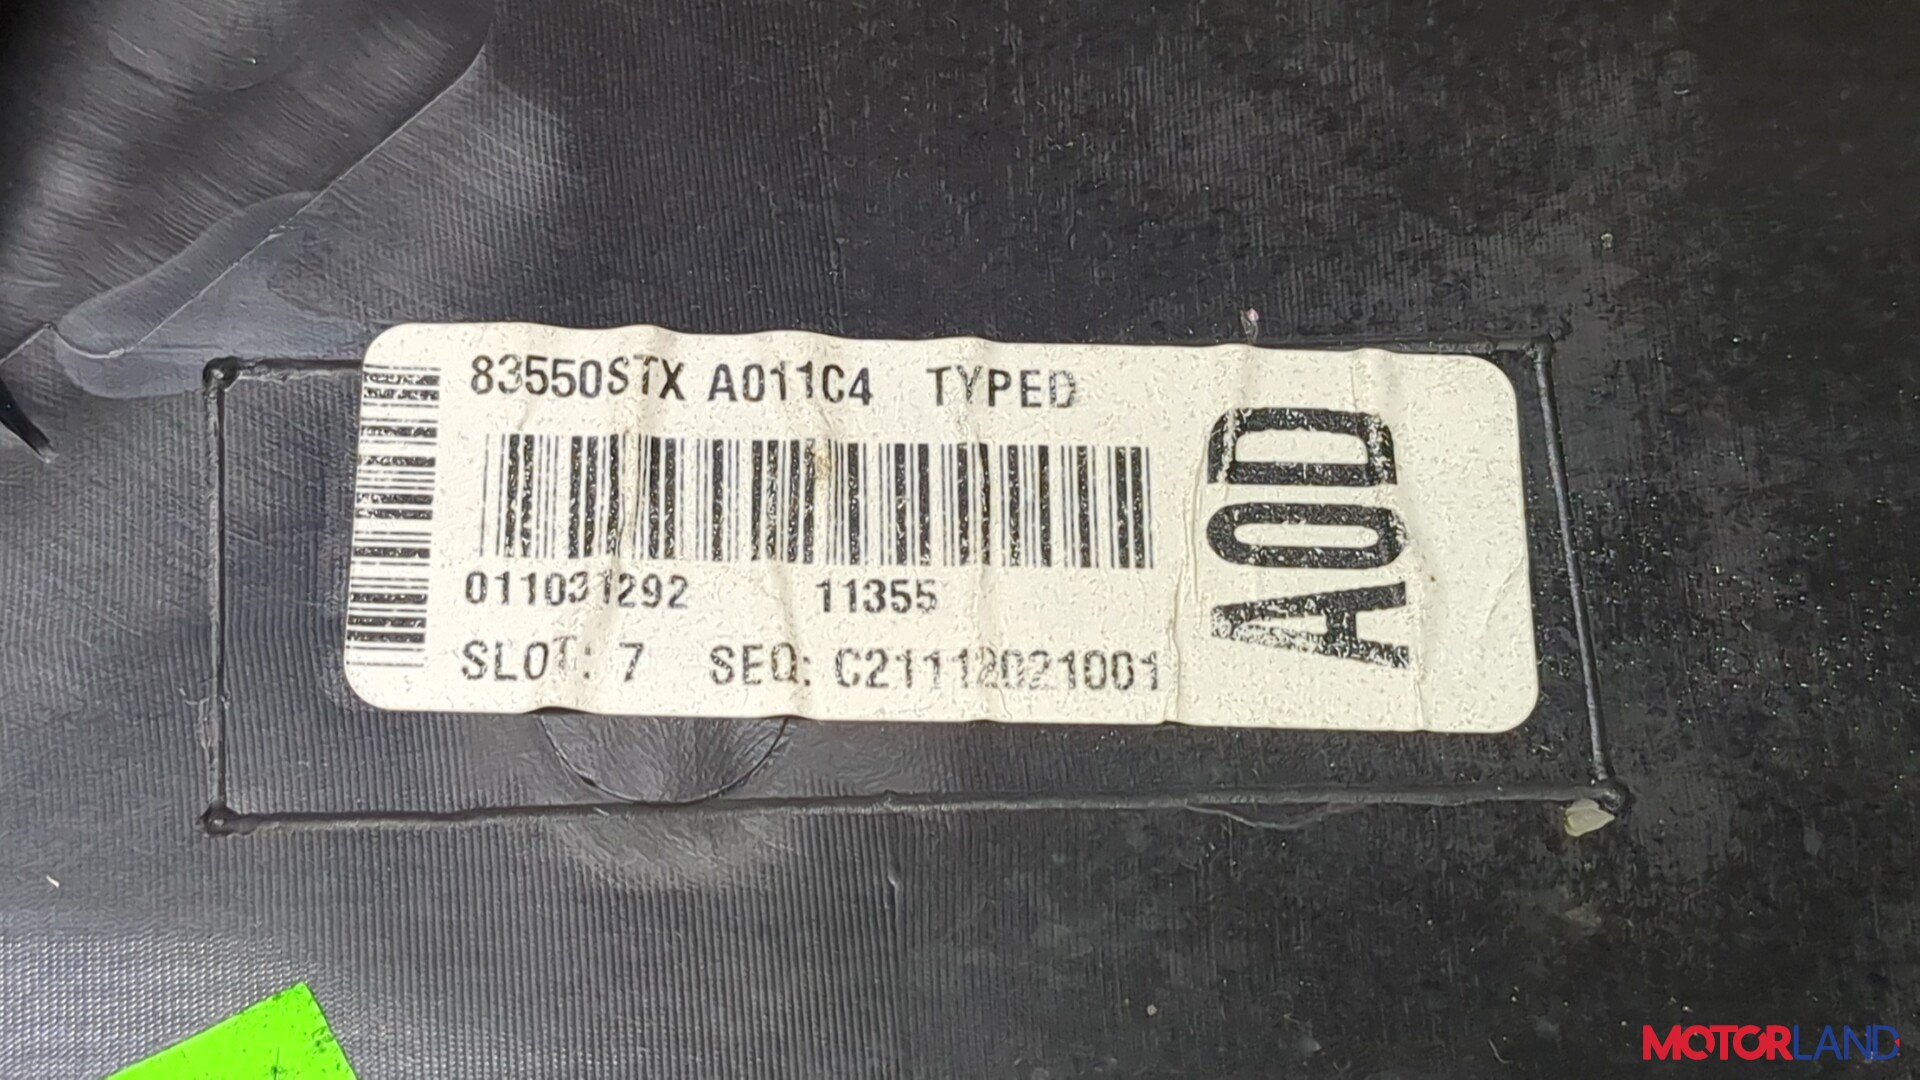 83550STX A011C4 TYPED
011031292 11355
SLOT: 7 SEQ: C21112021001
A0D
MOTORLAND